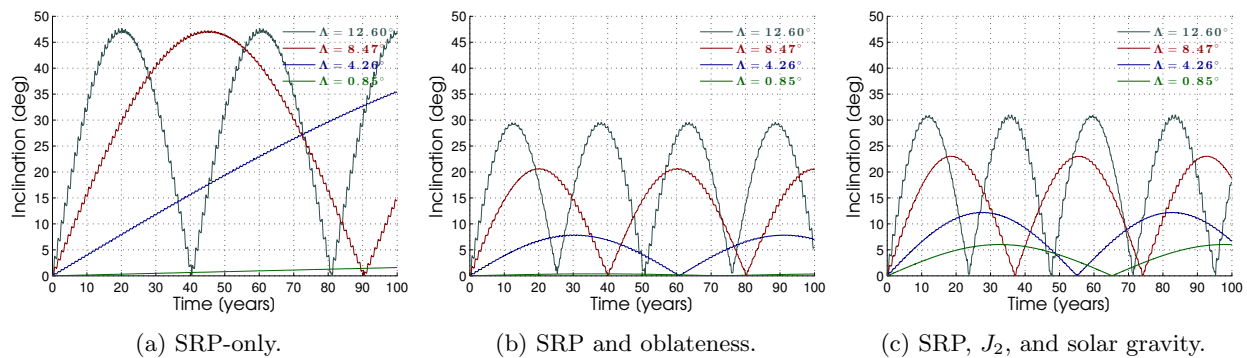 50
45
40
35
30
25
20
15
10
5
0
Inclination (deg)
Λ = 12.60°
Λ = 8.47°
Λ = 4.26°
Λ = 0.85°
0 10 20 30 40 50 60 70 80 90 100
Time (years)
(a) SRP-only.
50
45
40
35
30
25
20
15
10
5
0
Inclination (deg)
Λ = 12.60°
Λ = 8.47°
Λ = 4.26°
Λ = 0.85°
0 10 20 30 40 50 60 70 80 90 100
Time (years)
(b) SRP and oblateness.
50
45
40
35
30
25
20
15
10
5
0
Inclination (deg)
Λ = 12.60°
Λ = 8.47°
Λ = 4.26°
Λ = 0.85°
0 10 20 30 40 50 60 70 80 90 100
Time (years)
(c) SRP, J₂, and solar gravity.